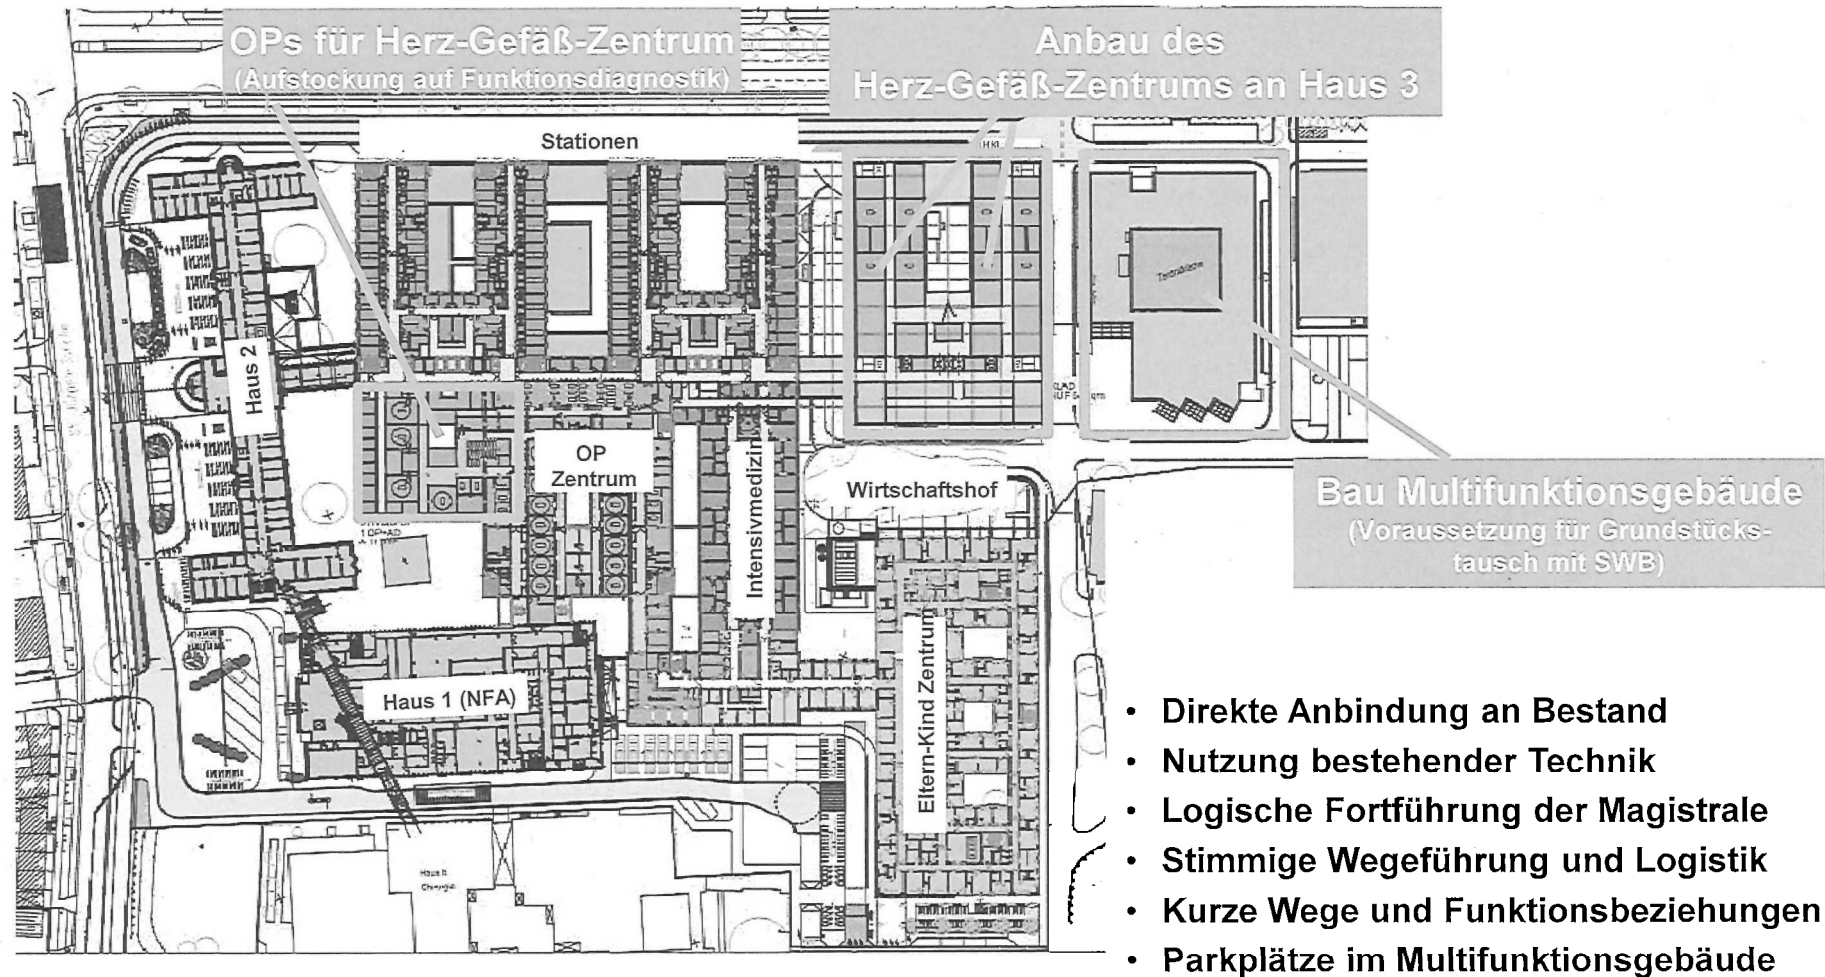 OPs für Herz-Gefäß-Zentrum
(Aufstockung auf Funktionsdiagnostik)
Anbau des
Herz-Gefäß-Zentrums an Haus 3
Stationen
Haus 2
OP
Zentrum
Intensivmedizin
Wirtschaftshof
Bau Multifunktionsgebäude
(Voraussetzung für Grundstücks-
tausch mit SWB)
Haus 1 (NFA)
Eltern-Kind Zentrum
• Direkte Anbindung an Bestand
• Nutzung bestehender Technik
• Logische Fortführung der Magistrale
• Stimmige Wegeführung und Logistik
• Kurze Wege und Funktionsbeziehungen
• Parkplätze im Multifunktionsgebäude